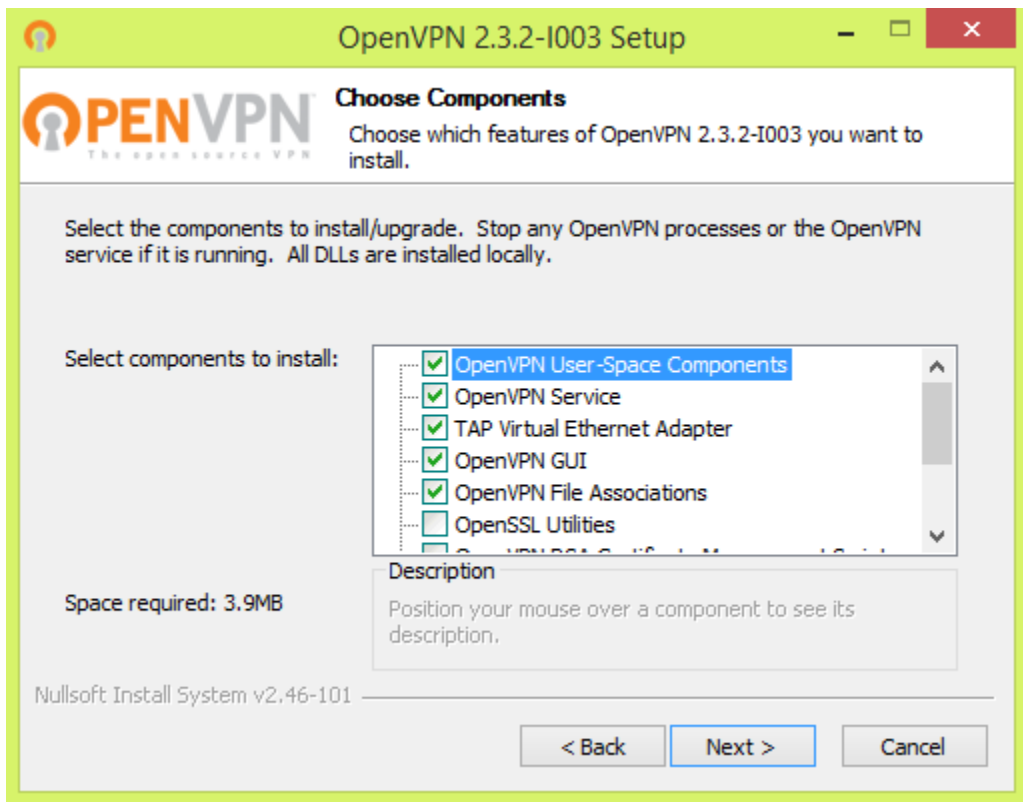 OpenVPN 2.3.2-I003 Setup
OPENVPN
The open source VPN
Choose Components
Choose which features of OpenVPN 2.3.2-I003 you want to
install.
Select the components to install/upgrade. Stop any OpenVPN processes or the OpenVPN
service if it is running. All DLLs are installed locally.
Select components to install:
OpenVPN User-Space Components
OpenVPN Service
TAP Virtual Ethernet Adapter
OpenVPN GUI
OpenVPN File Associations
OpenSSL Utilities
Space required: 3.9MB
Description
Position your mouse over a component to see its
description.
Nullsoft Install System v2.46-101
< Back
Next >
Cancel